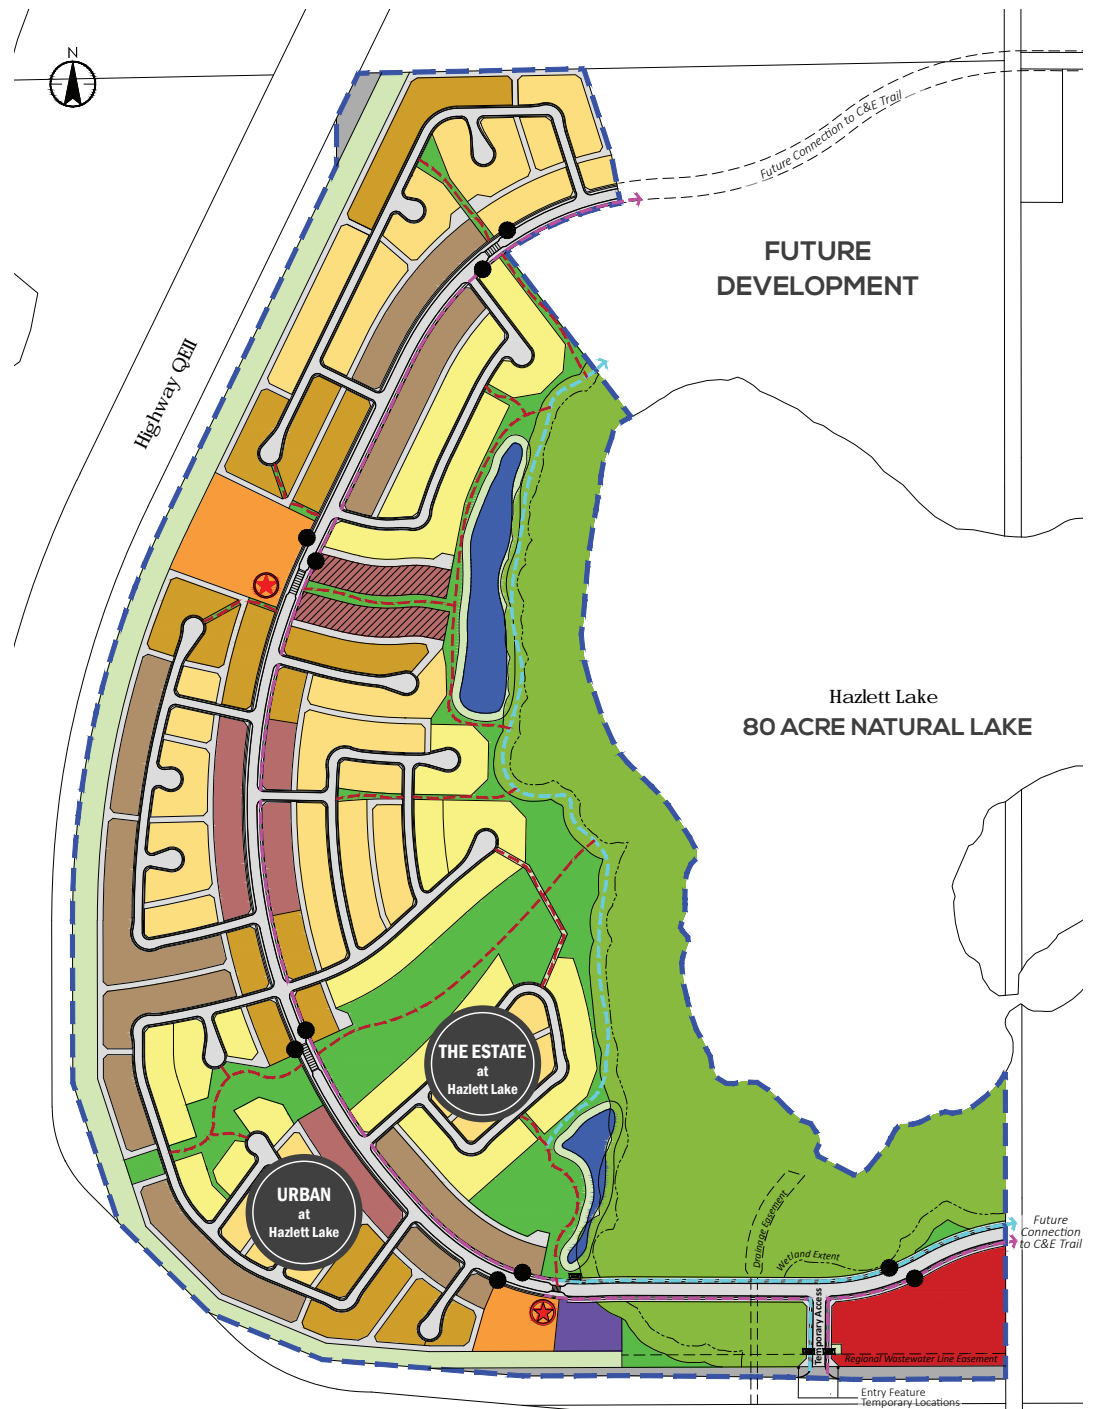 N
Future Connection to C&E Trail
FUTURE
DEVELOPMENT
Highway QEII
Hazlett Lake
80 ACRE NATURAL LAKE
THE ESTATE
at
Hazlett Lake
URBAN
at
Hazlett Lake
Drainage Easement
Wetland Extent
Future
Connection
to C&E Trail
Temporary Access
Regional Wastewater Line Easement
Entry Feature
Temporary Locations